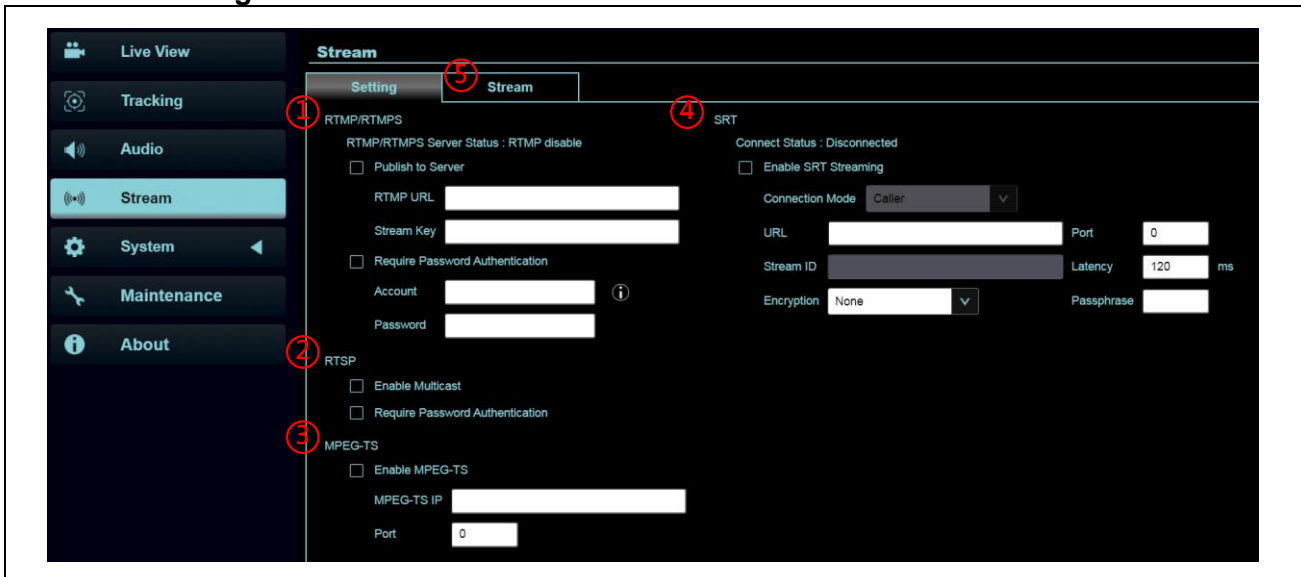 Live View
Tracking
Audio
Stream
System
Maintenance
About
Stream
Setting
⑤ Stream
① RTMP/RTMPS
RTMP/RTMPS Server Status : RTMP disable
Publish to Server
RTMP URL
Stream Key
Require Password Authentication
Account
Password
② RTSP
Enable Multicast
Require Password Authentication
③ MPEG-TS
Enable MPEG-TS
MPEG-TS IP
Port 0
④ SRT
Connect Status : Disconnected
Enable SRT Streaming
Connection Mode Caller
URL Port 0
Stream ID Latency 120 ms
Encryption None Passphrase